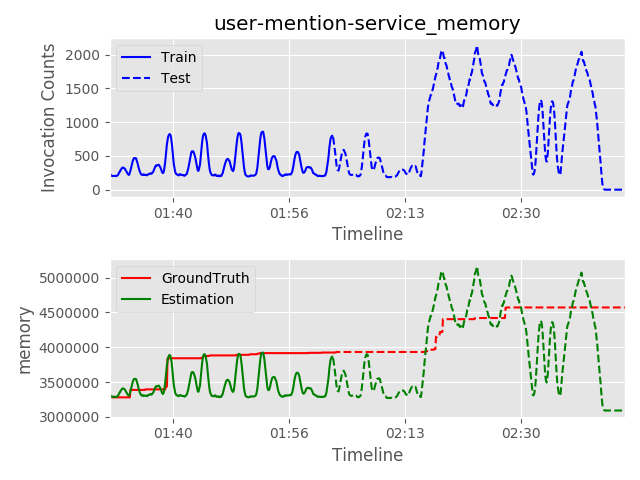 user-mention-service_memory
Invocation Counts
2000
1500
1000
500
0
Train
Test
01:40 01:56 02:13 02:30
Timeline
memory
5000000
4500000
4000000
3500000
3000000
GroundTruth
Estimation
01:40 01:56 02:13 02:30
Timeline